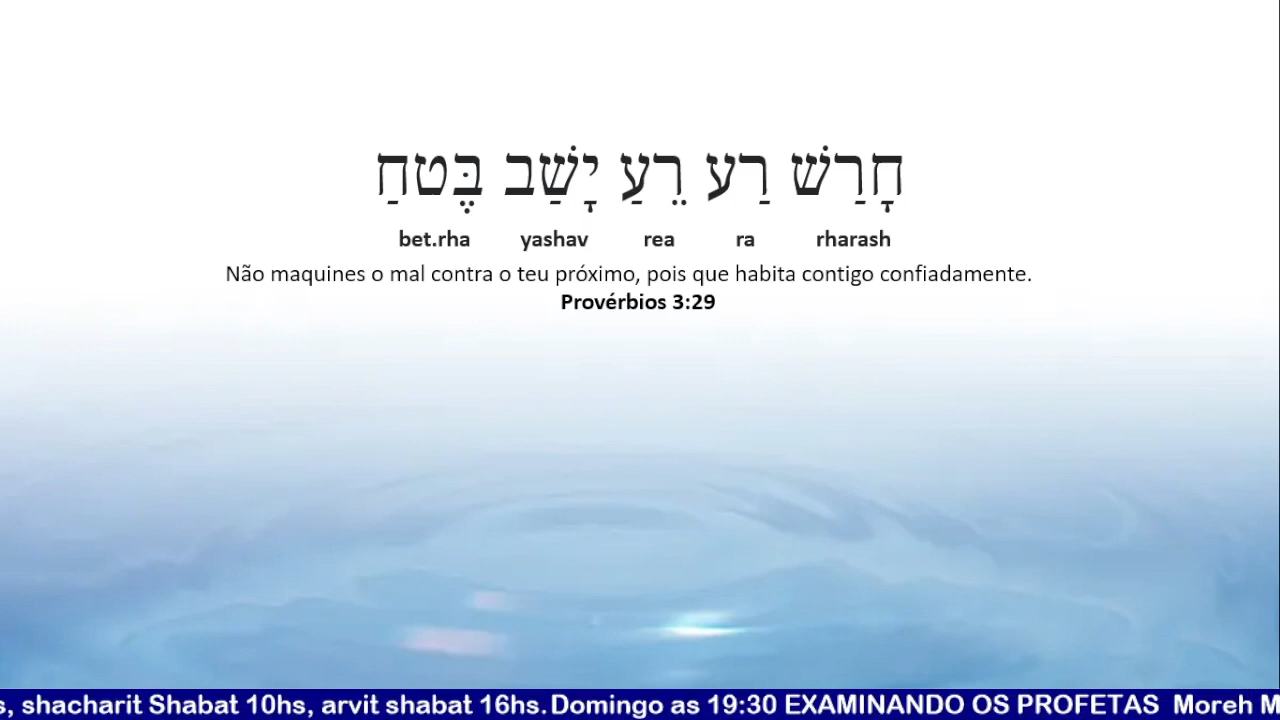 חָרַשׁ רַע רֵעַ יָשַׁב בֶּטחַ
bet.rha yashav rea ra rharash
Não maquines o mal contra o teu próximo, pois que habita contigo confiadamente.
Provérbios 3:29
s, shacharit Shabat 10hs, arvit shabat 16hs. Domingo as 19:30 EXAMINANDO OS PROFETAS Moreh M